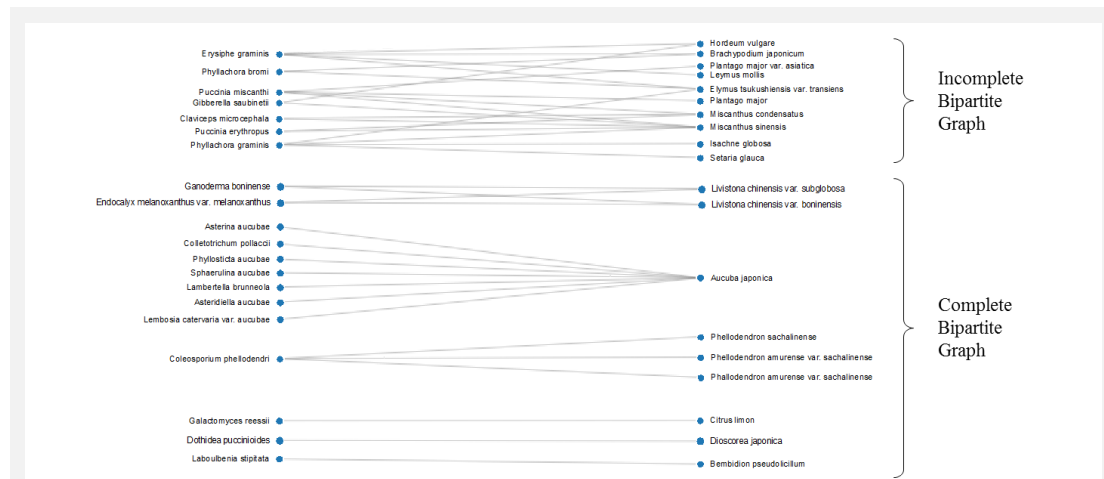 Erysiphe graminis
Phyllachora bromi
Puccinia miscanthi
Gibberella saubinetii
Claviceps microcephala
Puccinia erythropus
Phyllachora graminis
Hordeum vulgare
Brachypodium japonicum
Plantago major var. asiatica
Leymus mollis
Elymus tsukushiensis var. transiens
Plantago major
Miscanthus condensatus
Miscanthus sinensis
Isachne globosa
Setaria glauca
Incomplete
Bipartite
Graph
Ganoderma boninense
Endocalyx melanoxanthus var. melanoxanthus
Livistona chinensis var. subglobosa
Livistona chinensis var. boninensis
Asterina aucubae
Colletotrichum pollaccii
Phyllosticta aucubae
Sphaerulina aucubae
Lambertella brunneola
Asteridiella aucubae
Lembosia catervaria var. aucubae
Aucuba japonica
Coleosporium phellodendri
Phellodendron sachalinense
Phellodendron amurense var. sachalinense
Phallodendron amurense var. sachalinense
Galactomyces reessii
Citrus limon
Dothidea puccinioides
Dioscorea japonica
Laboulbenia stipitata
Bembidion pseudolicillum
Complete
Bipartite
Graph